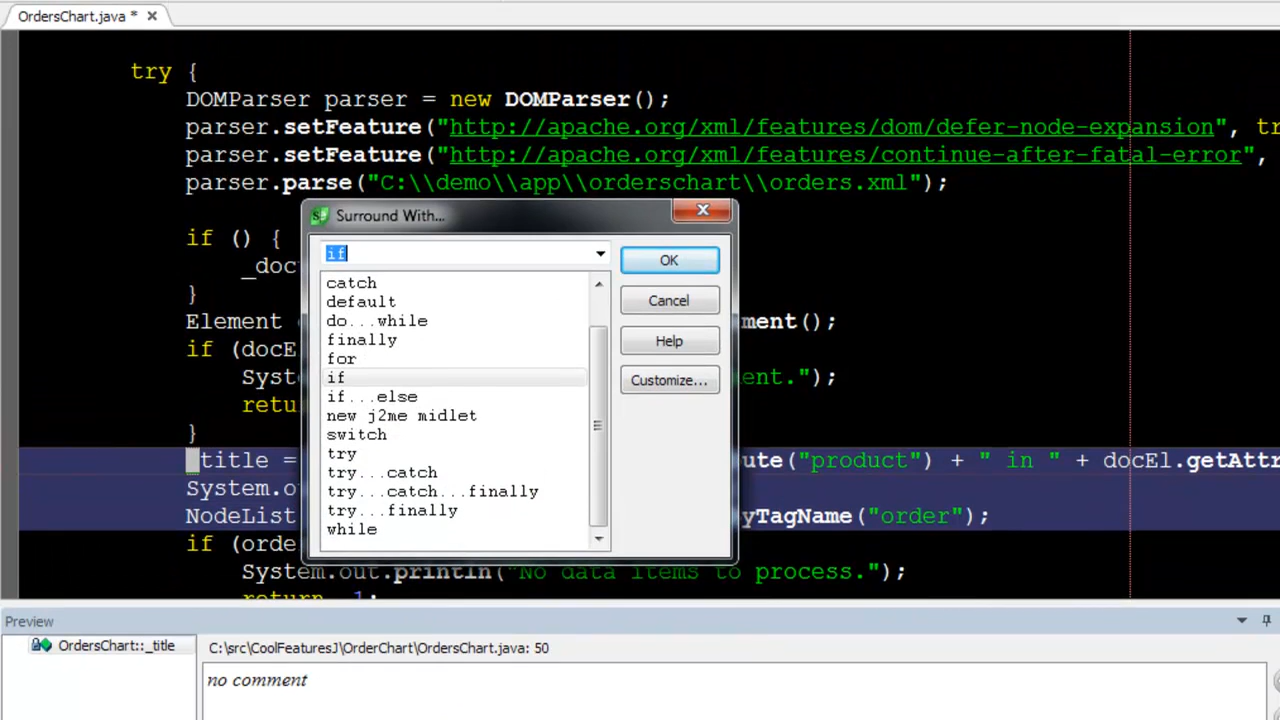 OrdersChart.java *
try {
DOMParser parser = new DOMParser();
parser.setFeature("http://apache.org/xml/features/dom/defer-node-expansion", tr
parser.setFeature("http://apache.org/xml/features/continue-after-fatal-error",
parser.parse("C:\\demo\\app\\orderschart\\orders.xml");
Surround With...
if () {
if
OK
_doc
catch
}
default
Cancel
Element
do...while
ment();
finally
Help
if (docE
for
Syst
if
ent.");
Customize...
retu
if...else
new j2me midlet
}
switch
title =
try
ute("product") + " in " + docEl.getAttr
try...catch
System.o
try...catch...finally
NodeList
try...finally
yTagName("order");
if (orde
while
System.out.println("No data items to process.");
return -1;
Preview
OrdersChart::_title
C:\src\CoolFeaturesJ\OrderChart\OrdersChart.java: 50
no comment